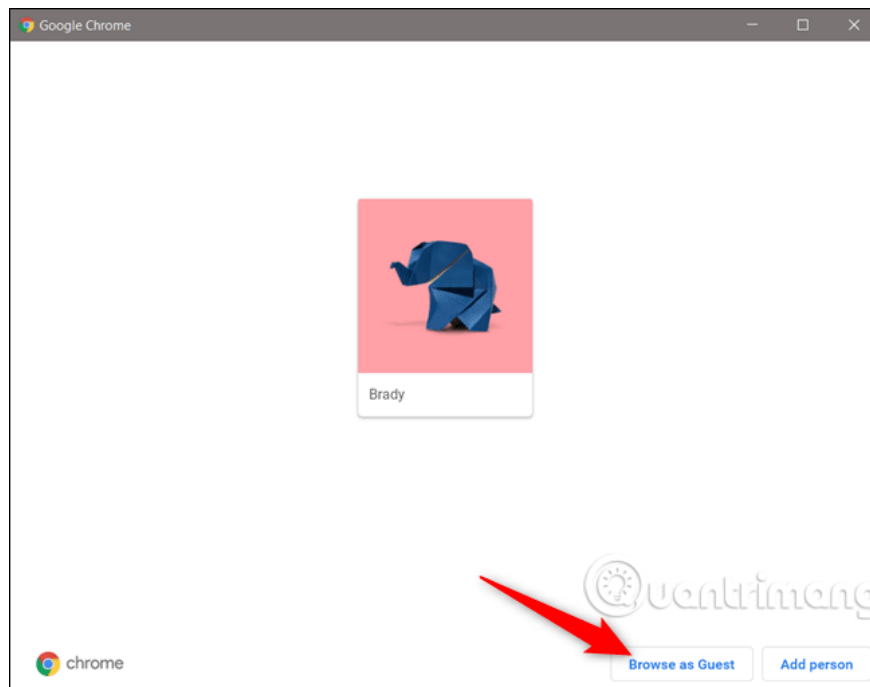 Google Chrome
Brady
Quantrimang
chrome
Browse as Guest
Add person